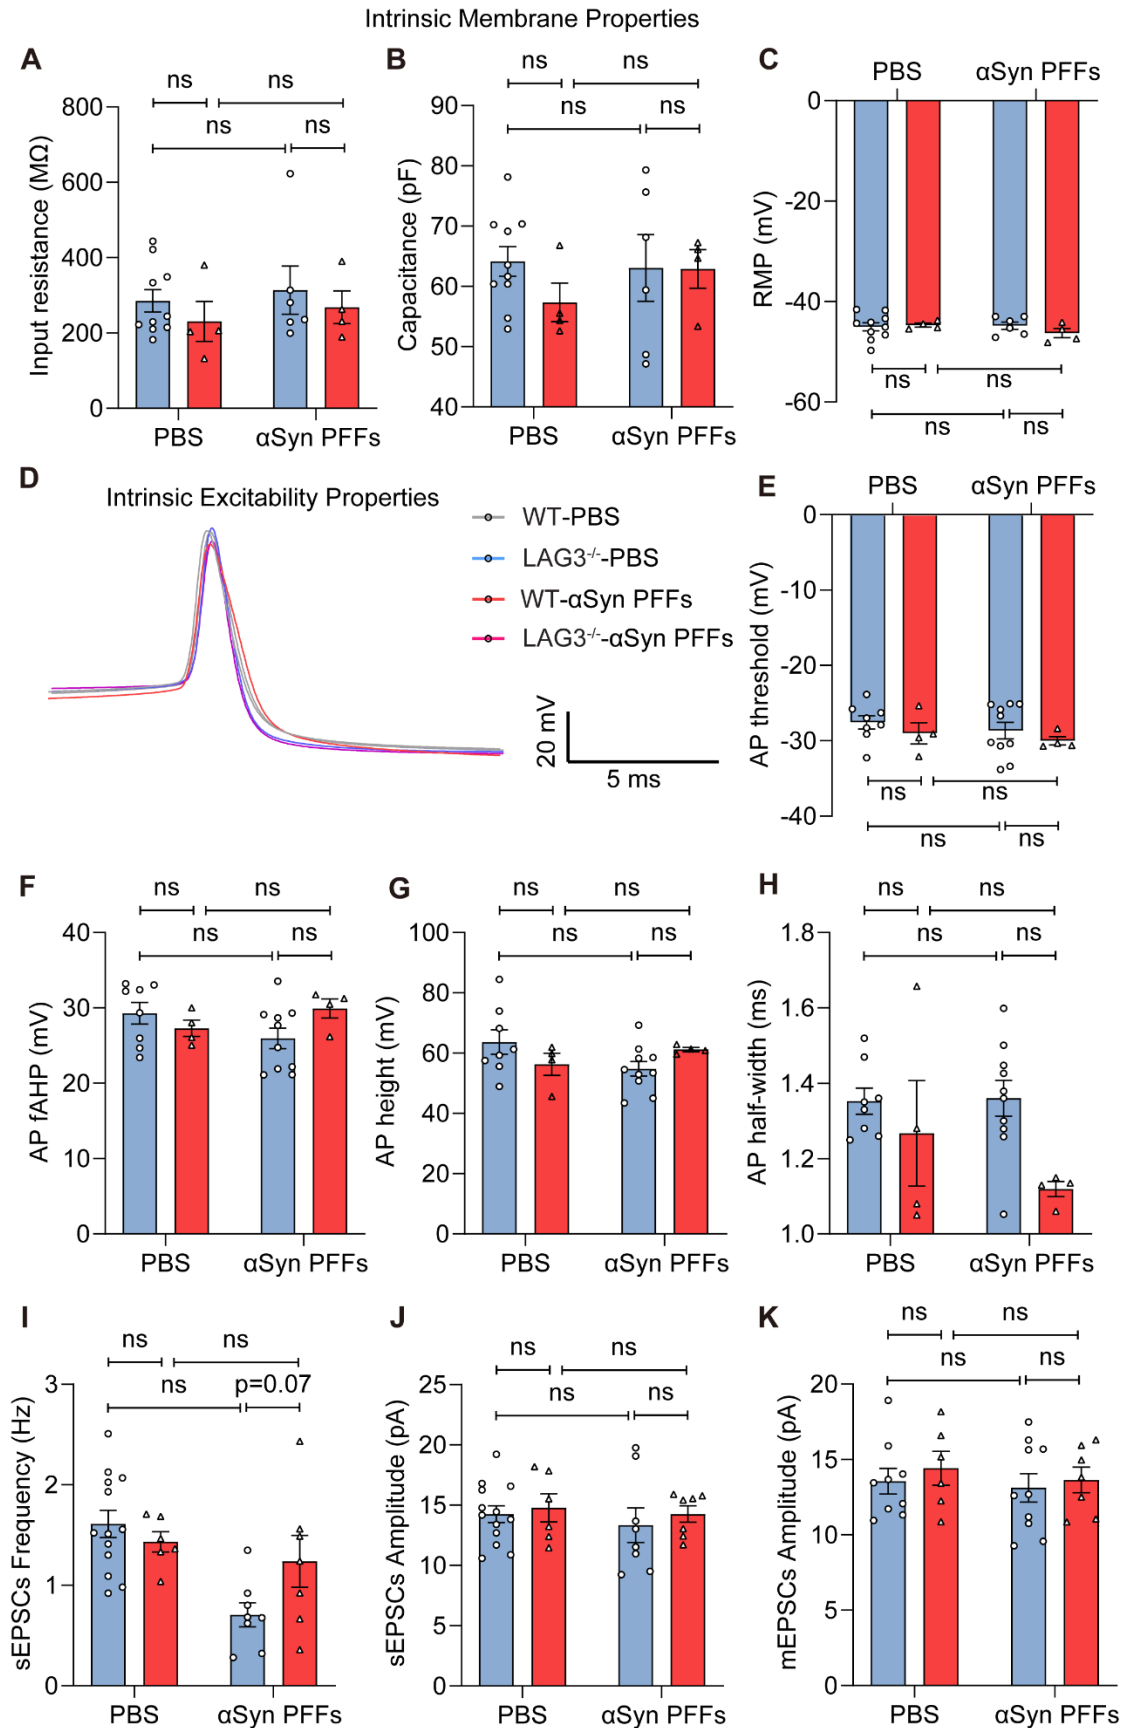 Intrinsic Membrane Properties
A
ns
ns
ns
ns
800
600
400
200
0
Input resistance (MΩ)
PBS
αSyn PFFs
B
ns
ns
ns
ns
90
80
70
60
50
40
Capacitance (pF)
PBS
αSyn PFFs
C
PBS
αSyn PFFs
0
-20
-40
-60
RMP (mV)
ns
ns
ns
ns
D
Intrinsic Excitability Properties
WT-PBS
LAG3-/--PBS
WT-αSyn PFFs
LAG3-/--αSyn PFFs
20 mV
5 ms
E
PBS
αSyn PFFs
0
-10
-20
-30
-40
AP threshold (mV)
ns
ns
ns
ns
F
ns
ns
ns
ns
40
30
20
10
0
AP fAHP (mV)
PBS
αSyn PFFs
G
ns
ns
ns
ns
100
80
60
40
20
0
AP height (mV)
PBS
αSyn PFFs
H
ns
ns
ns
ns
1.8
1.6
1.4
1.2
1.0
AP half-width (ms)
PBS
αSyn PFFs
I
ns
ns
ns
p=0.07
3
2
1
0
sEPSCs Frequency (Hz)
PBS
αSyn PFFs
J
ns
ns
ns
ns
25
20
15
10
5
0
sEPSCs Amplitude (pA)
PBS
αSyn PFFs
K
ns
ns
ns
ns
20
15
10
5
0
mEPSCs Amplitude (pA)
PBS
αSyn PFFs